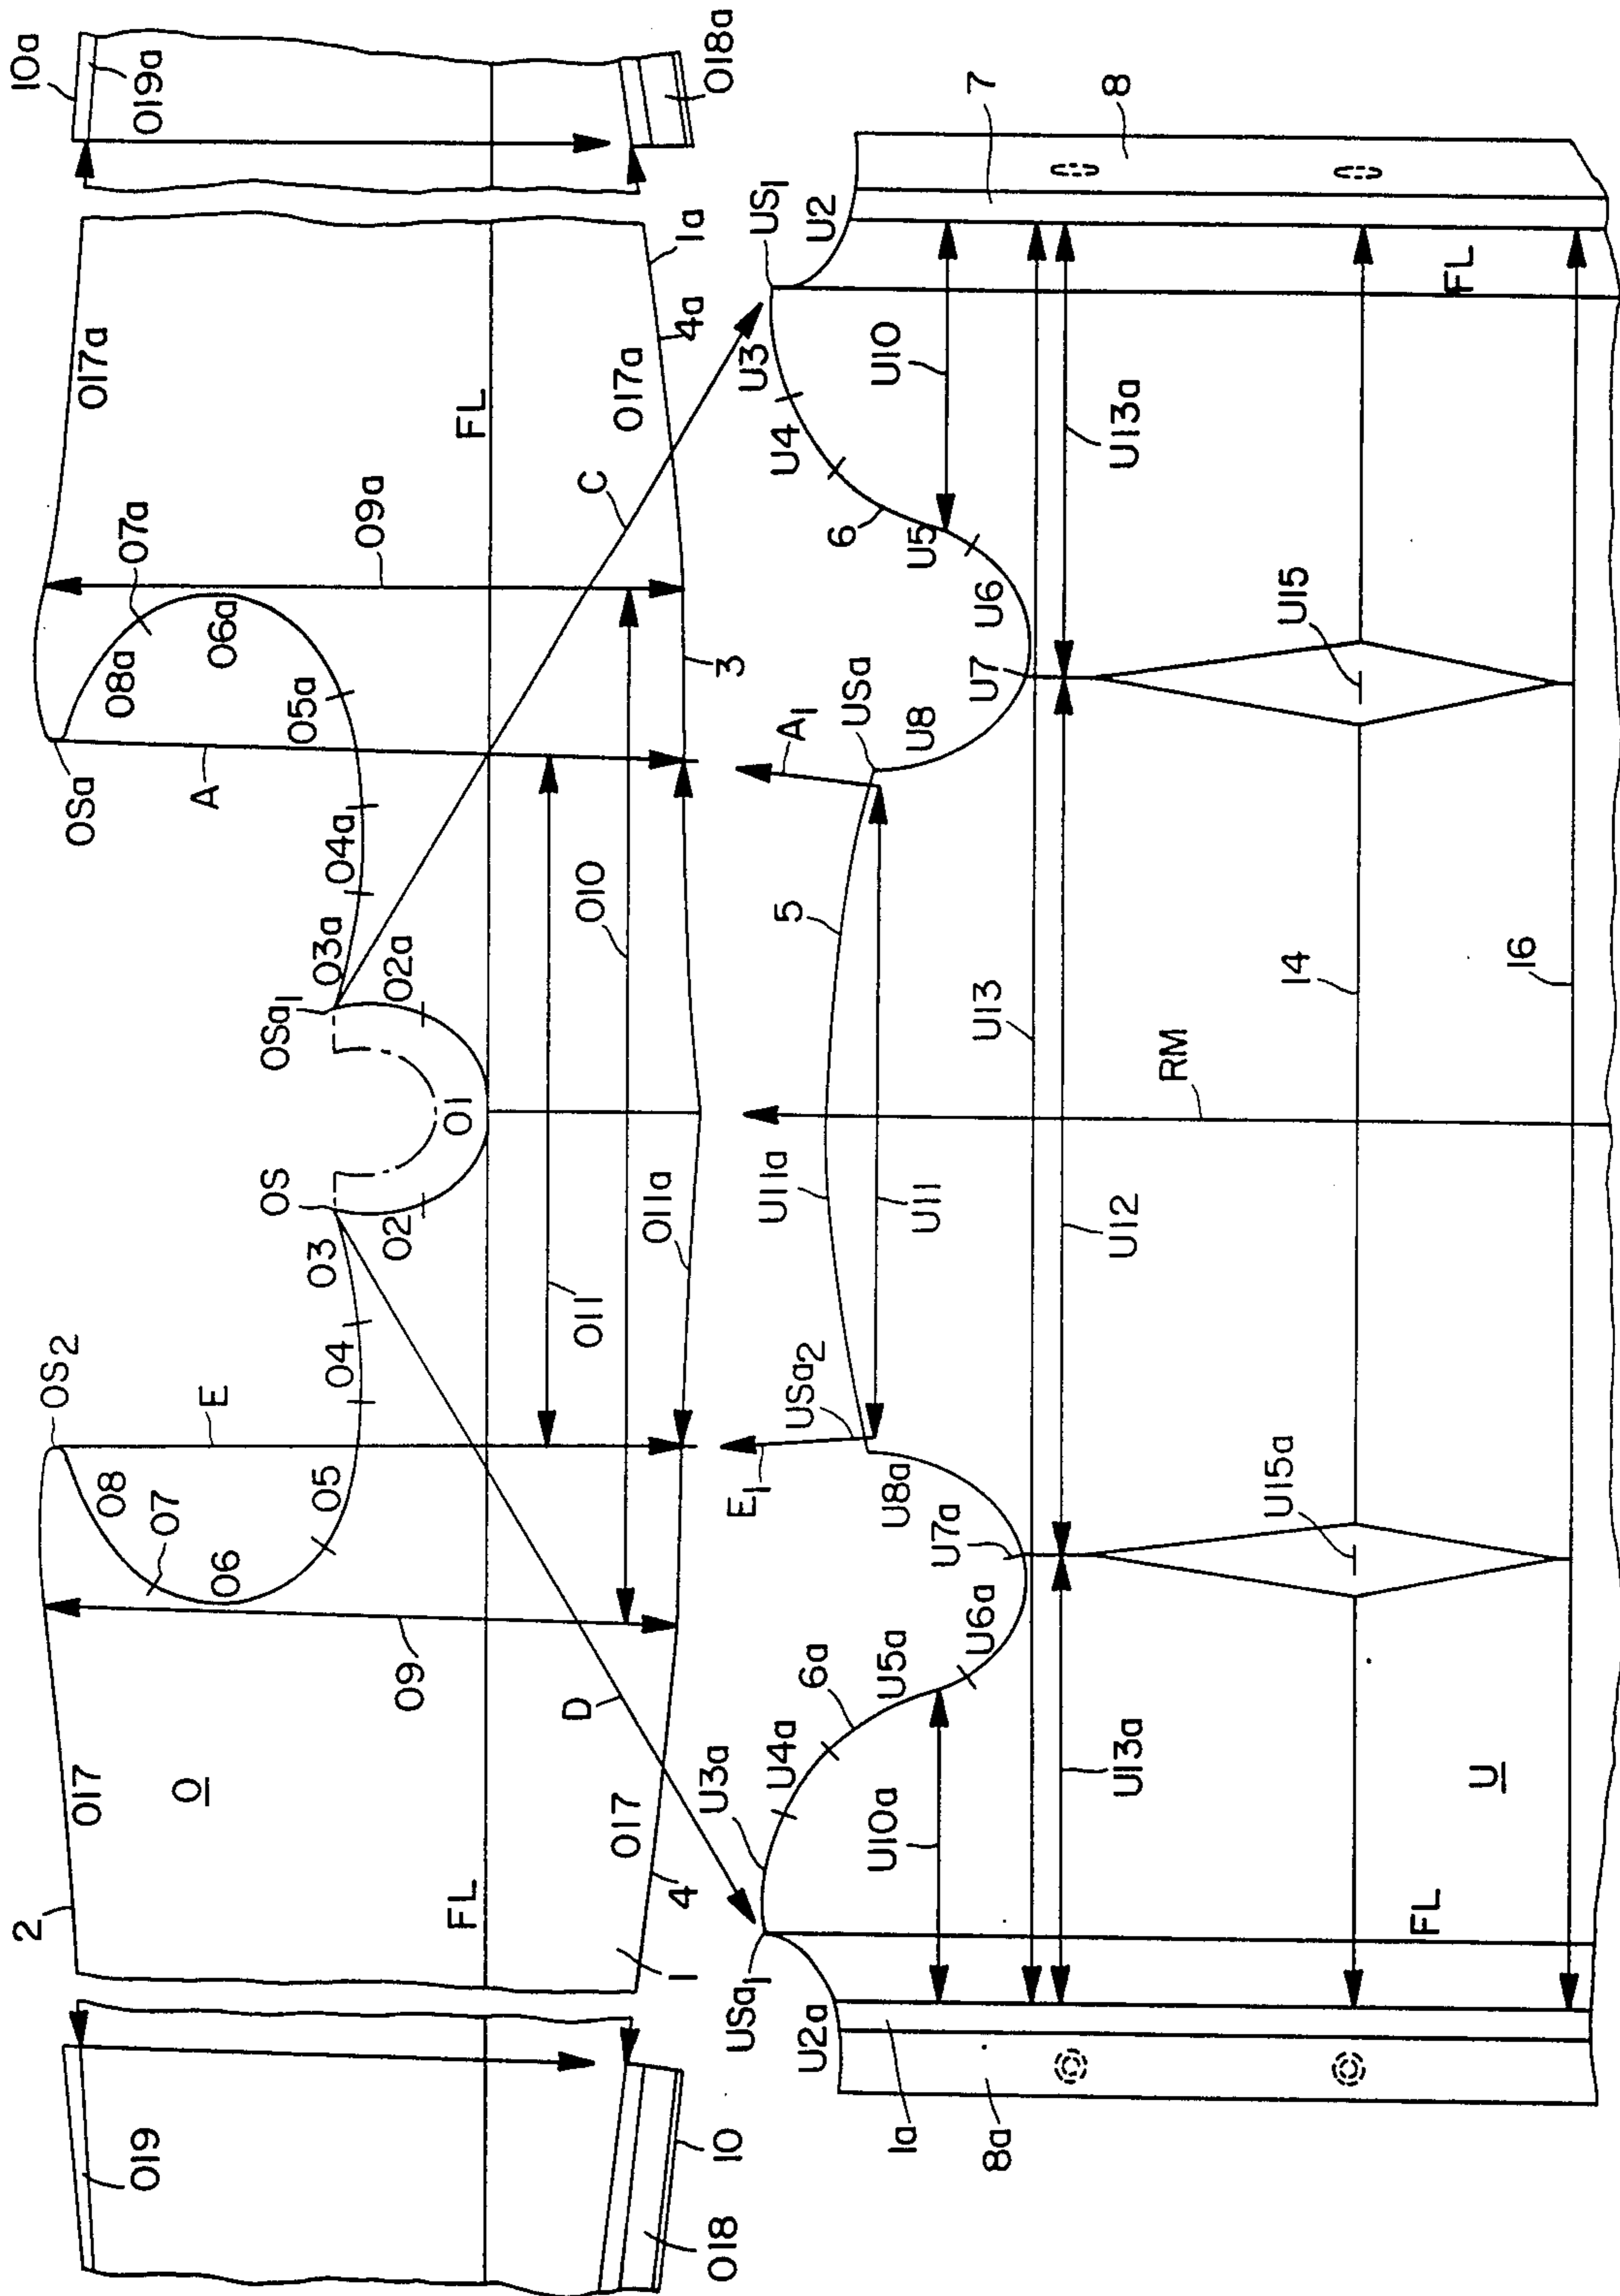 2
10a
OS2
OSa
O17
O17a
O19
O19a
O8
O8a
O7
O7a
E
A
O
O6
O6a
O5
O5a
OS
OSa1
O3
O3a
O4
O4a
O2
O2a
O9
O9a
O1
FL
FL
D
C
O11
O10
O17
O17a
O11a
1
1a
4
4a
3
10
O18
O18a
E1
A1
USa1
US1
U3a
U3
U2a
U2
U4a
U4
USa2
USa
6a
6
U11a
5
U10a
U10
U5a
U5
U8a
U8
U11
U7a
U7
U6a
U6
1a
7
U13
8a
8
U12
U13a
U13a
RM
U15a
U15
14
FL
FL
U
16